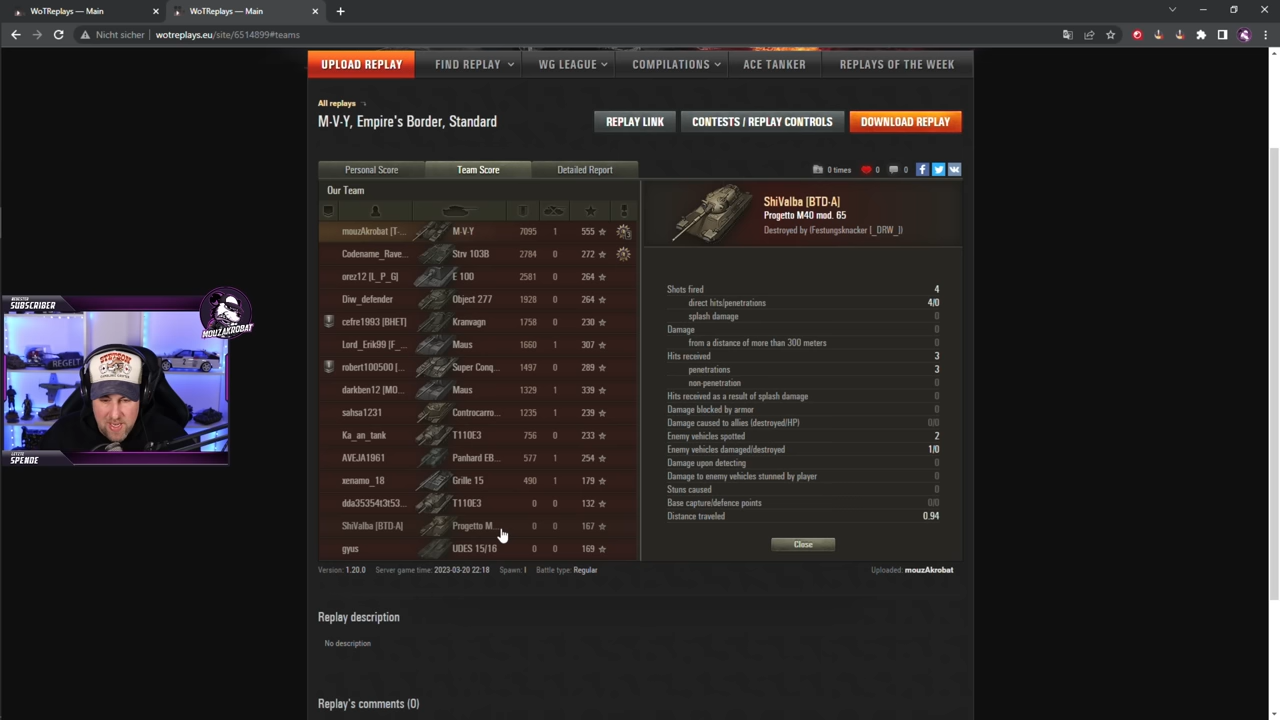 WoTReplays — Main
WoTReplays — Main
Nicht sicher
wotreplays.eu/site/6514899#teams
UPLOAD REPLAY
FIND REPLAY
WG LEAGUE
COMPILATIONS
ACE TANKER
REPLAYS OF THE WEEK
All replays
M-V-Y, Empire's Border, Standard
REPLAY LINK
CONTESTS / REPLAY CONTROLS
DOWNLOAD REPLAY
Personal Score
Team Score
Detailed Report
0 times
0
0
Our Team
mouzAkrobat [T-... M-V-Y 7095 1 555
Codename_Rave... Strv 103B 2784 0 272
orez12 [L_P_G] E 100 2581 0 264
Diw_defender Object 277 1928 0 264
cefre1993 [BHET] Kranvagn 1758 0 230
Lord_Erik99 [F_... Maus 1660 1 307
robert100500 [... Super Conq... 1497 0 289
darkben12 [MO... Maus 1329 1 339
sahsa1231 Controcarro... 1235 1 239
Ka_an_tank T110E3 756 0 233
AVEJA1961 Panhard EB... 577 1 254
xenamo_18 Grille 15 490 1 179
dda35354t3t53... T110E3 0 0 132
ShiValba [BTD-A] Progetto M... 0 0 167
gyus UDES 15/16 0 0 169
ShiValba [BTD-A]
Progetto M40 mod. 65
Destroyed by (Festungsknacker [_DRW_])
Shots fired 4
direct hits/penetrations 4/0
splash damage 0
Damage 0
from a distance of more than 300 meters 0
Hits received 3
penetrations 3
non-penetration 0
Hits received as a result of splash damage 0
Damage blocked by armor 0
Damage caused to allies (destroyed/HP) 0/0
Enemy vehicles spotted 2
Enemy vehicles damaged/destroyed 1/0
Damage upon detecting 0
Damage to enemy vehicles stunned by player 0
Stuns caused 0
Base capture/defence points 0/0
Distance traveled 0.94
Close
Version: 1.20.0
Server game time: 2023-03-20 22:18
Spawn: I
Battle type: Regular
Uploaded: mouzAkrobat
Replay description
No description
Replay's comments (0)
NEUESTER
SUBSCRIBER
MOUZAKROBAT
REGELT
STETSON
LETZTE
SPENDE